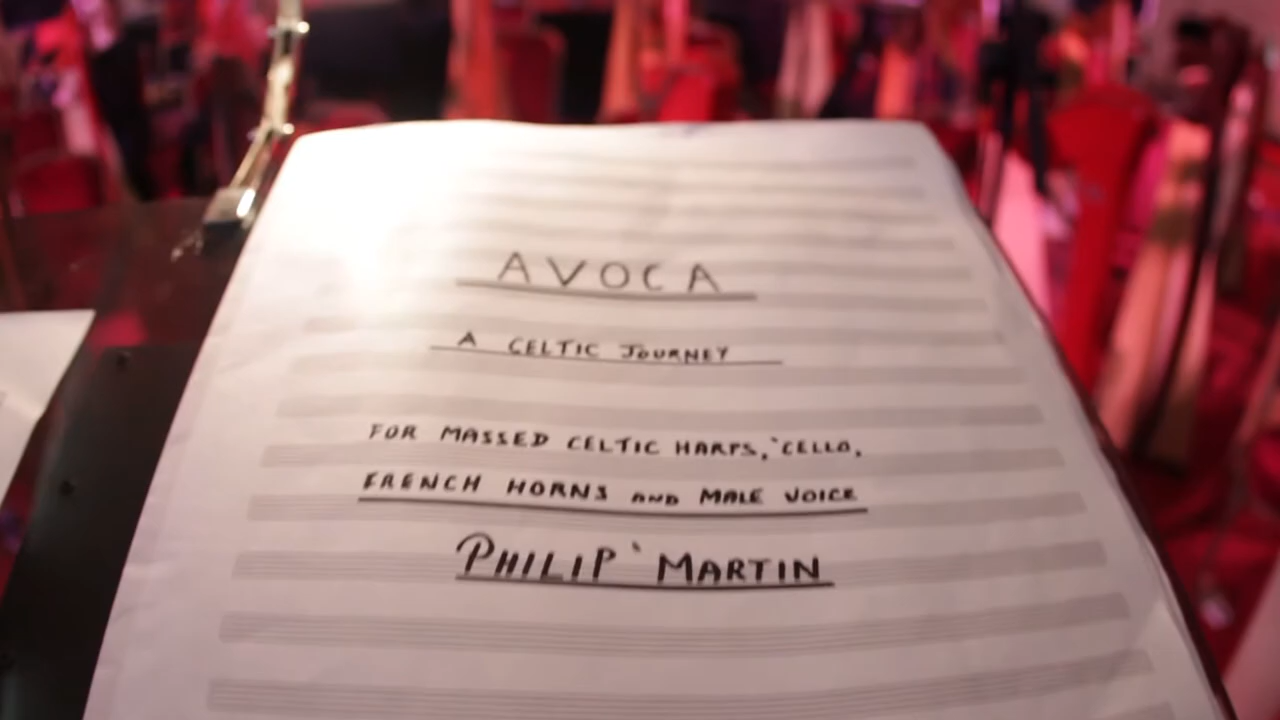 AVOCA
A CELTIC JOURNEY
FOR MASSED CELTIC HARPS, 'CELLO,
FRENCH HORNS AND MALE VOICE
PHILIP MARTIN